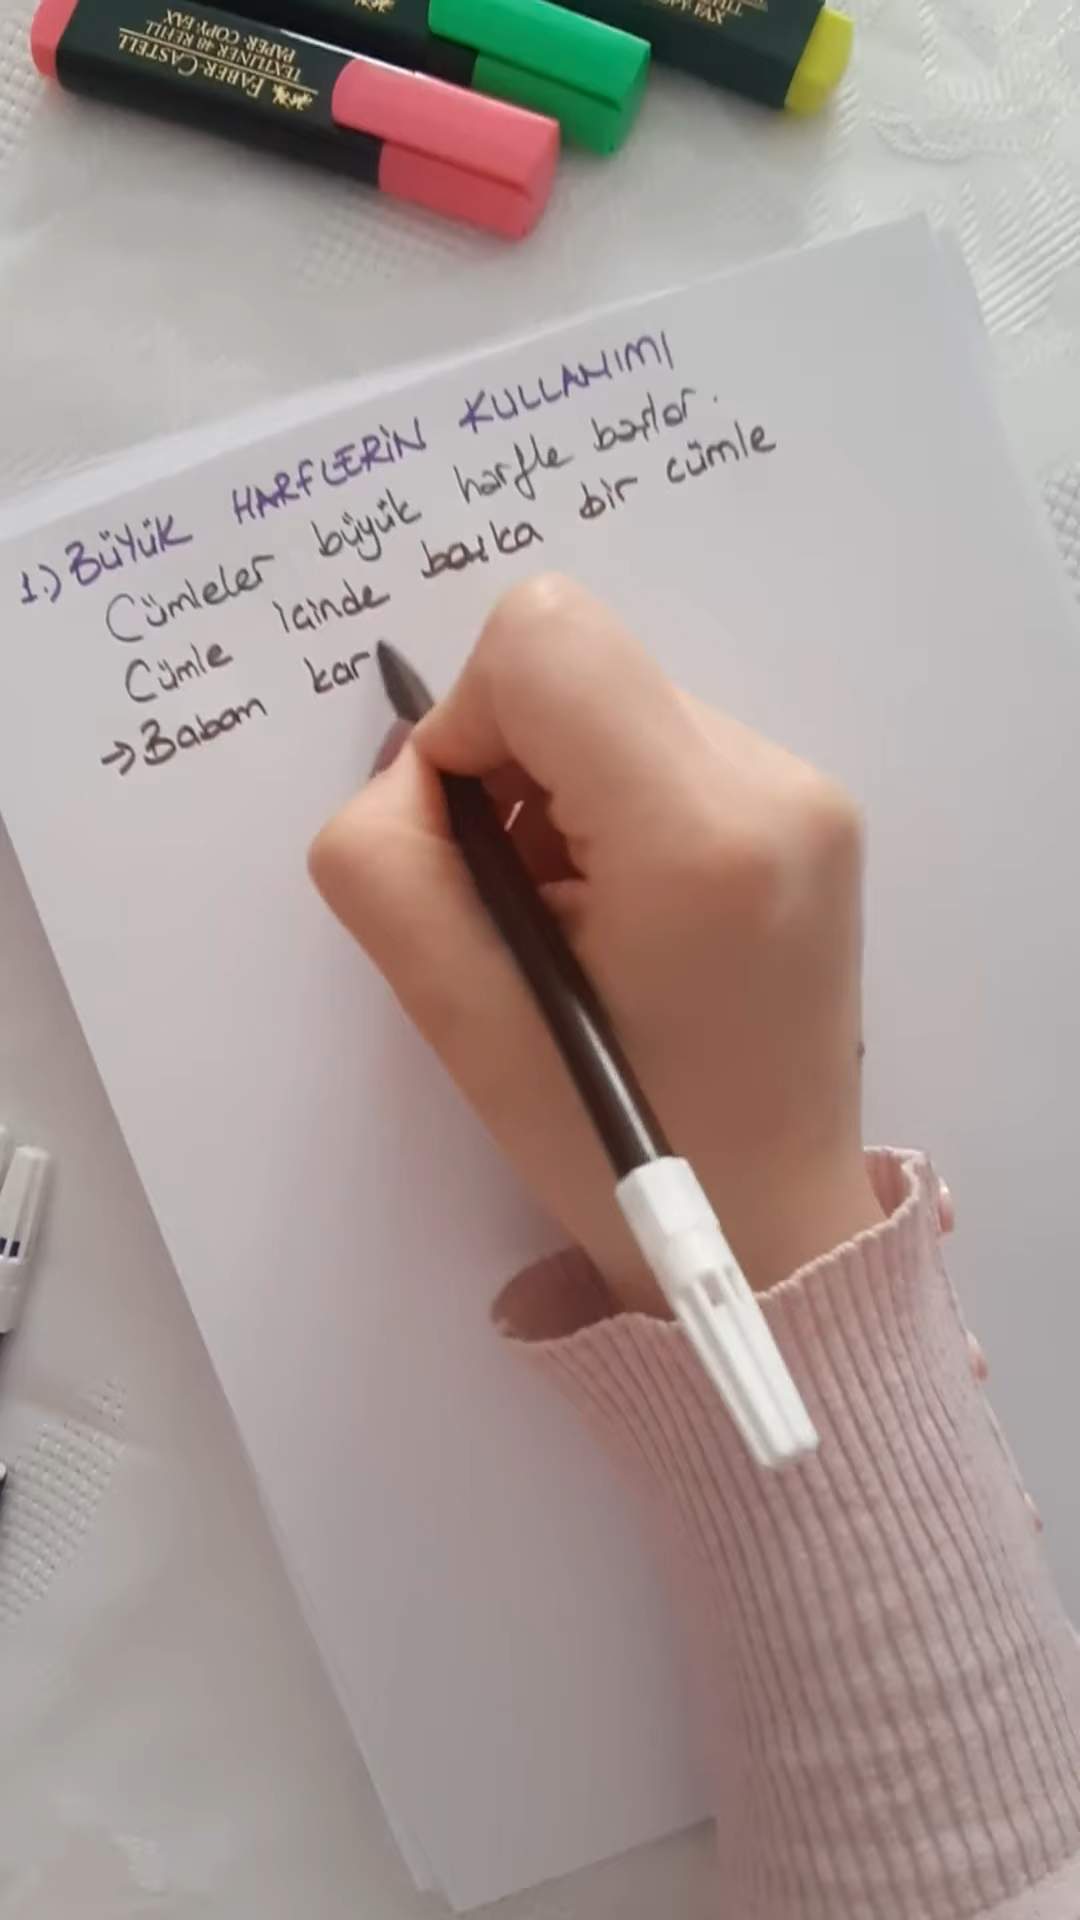 FABER-CASTELL
TEXTLINER 48 REFILL
PAPER·COPY·FAX
1.) BÜYÜK HARFLERİN KULLANIMI
Cümleler büyük harfle başlar.
Cümle içinde başka bir cümle
→ Babam kar